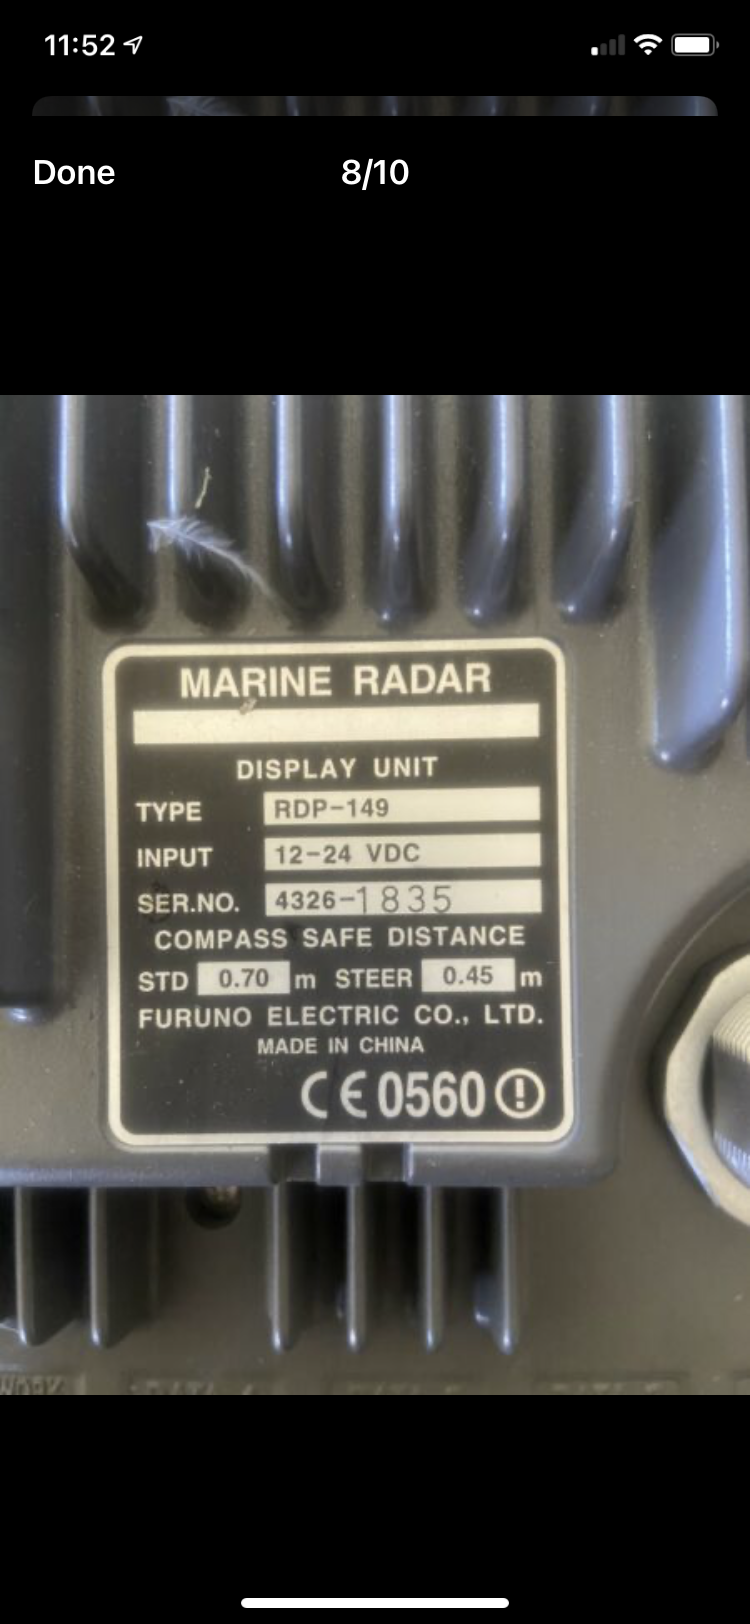 11:52
Done 8/10
MARINE RADAR
DISPLAY UNIT
TYPE RDP-149
INPUT 12-24 VDC
SER.NO. 4326-1835
COMPASS SAFE DISTANCE
STD 0.70 m STEER 0.45 m
FURUNO ELECTRIC CO., LTD.
MADE IN CHINA
CE 0560